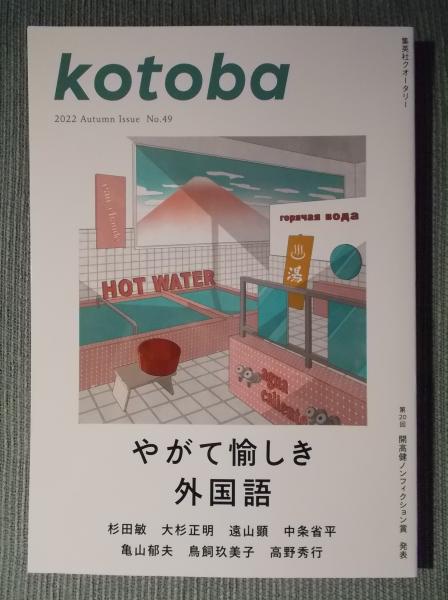 kotoba
2022 Autumn Issue No.49
集英社クオータリー
горячая вода
湯
HOT WATER
agua
caliente
第20回 開高健ノンフィクション賞 発表
やがて愉しき
外国語
杉田敏 大杉正明 遠山顕 中条省平
亀山郁夫 鳥飼玖美子 高野秀行